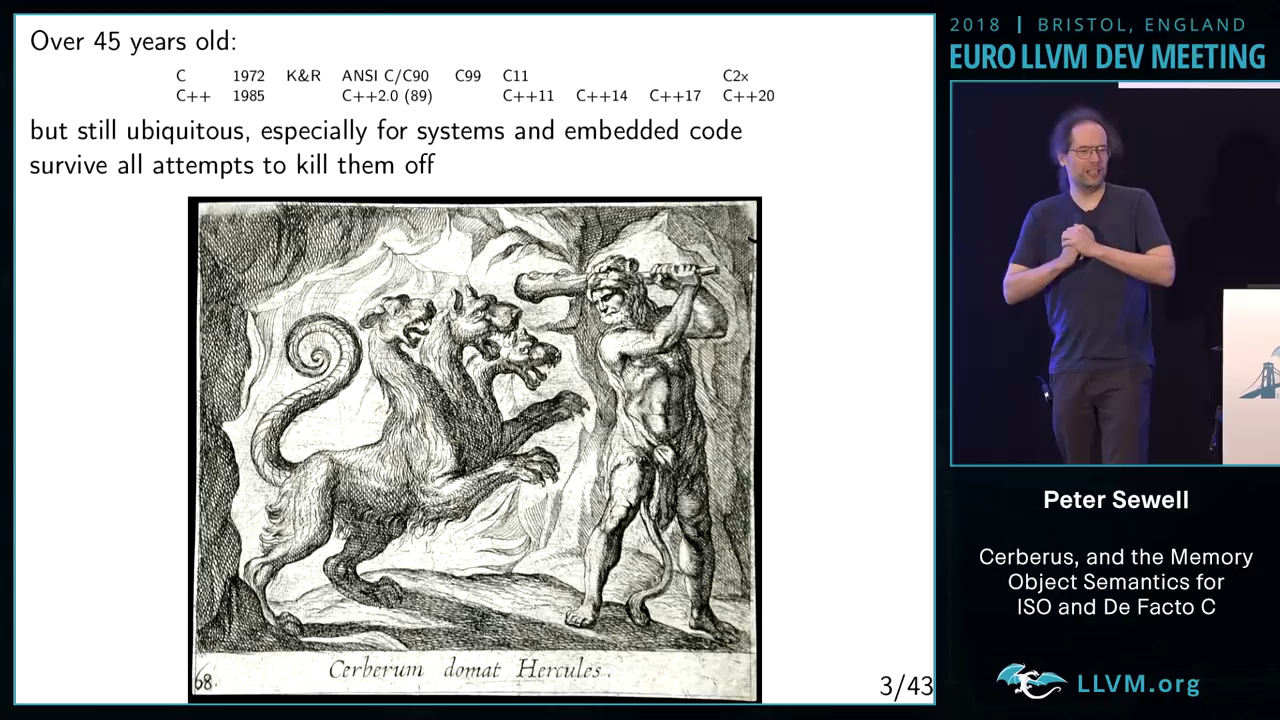 Over 45 years old:
C 1972 K&R ANSI C/C90 C99 C11 C2x
C++ 1985 C++2.0 (89) C++11 C++14 C++17 C++20
but still ubiquitous, especially for systems and embedded code
survive all attempts to kill them off
Cerberum domat Hercules.
68.
3/43
2018 | BRISTOL, ENGLAND
EURO LLVM DEV MEETING
Peter Sewell
Cerberus, and the Memory
Object Semantics for
ISO and De Facto C
LLVM.org